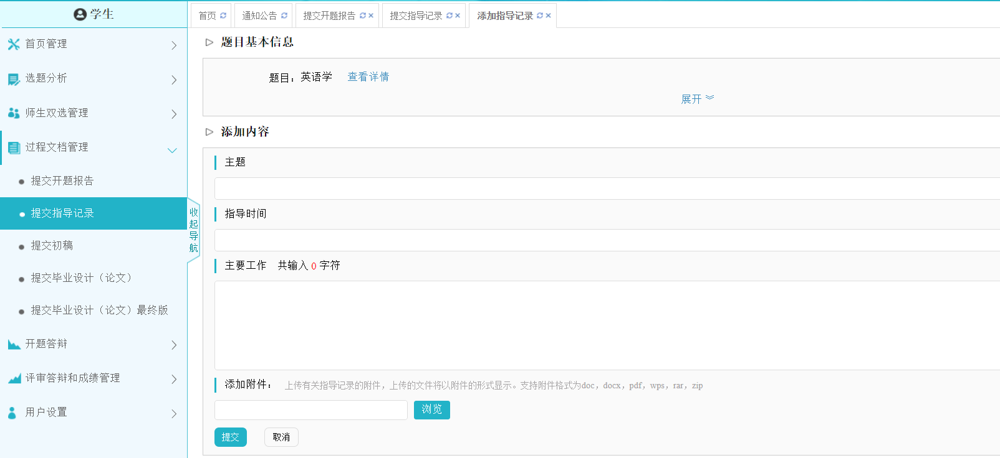 学生
首页管理
选题分析
师生双选管理
过程文档管理
提交开题报告
提交指导记录
提交初稿
提交毕业设计（论文）
提交毕业设计（论文）最终版
开题答辩
评审答辩和成绩管理
用户设置
收起导航
首页 通知公告 提交开题报告 提交指导记录 添加指导记录
题目基本信息
题目：英语学 查看详情
展开
添加内容
主题
指导时间
主要工作 共输入 0 字符
添加附件： 上传有关指导记录的附件，上传的文件将以附件的形式显示。支持附件格式为doc，docx，pdf，wps，rar，zip
浏览
提交 取消